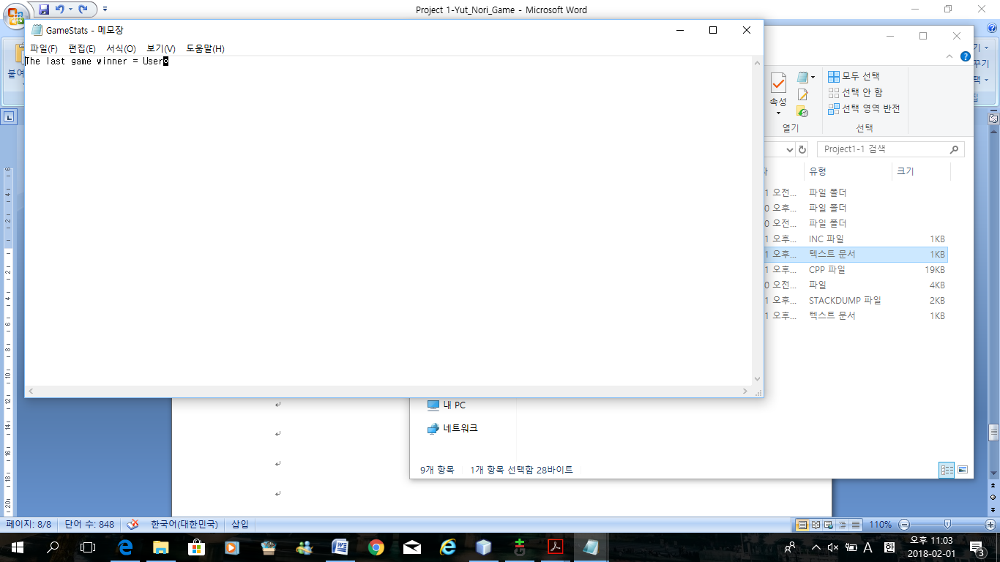 Project 1-Yut_Nori_Game - Microsoft Word
GameStats - 메모장
파일(F) 편집(E) 서식(O) 보기(V) 도움말(H)
The last game winner = User
붙여
속성
열기
모두 선택
선택 안 함
선택 영역 반전
선택
Project1-1 검색
유형 크기
1 오전... 파일 폴더
0 오후... 파일 폴더
0 오전... 파일 폴더
1 오후... INC 파일 1KB
1 오후... 텍스트 문서 1KB
1 오후... CPP 파일 19KB
0 오전... 파일 4KB
1 오후... STACKDUMP 파일 2KB
1 오후... 텍스트 문서 1KB
내 PC
네트워크
9개 항목 1개 항목 선택함 28바이트
페이지: 8/8 단어 수: 848 한국어(대한민국) 삽입 110%
A 한 오후 11:03
2018-02-01
3